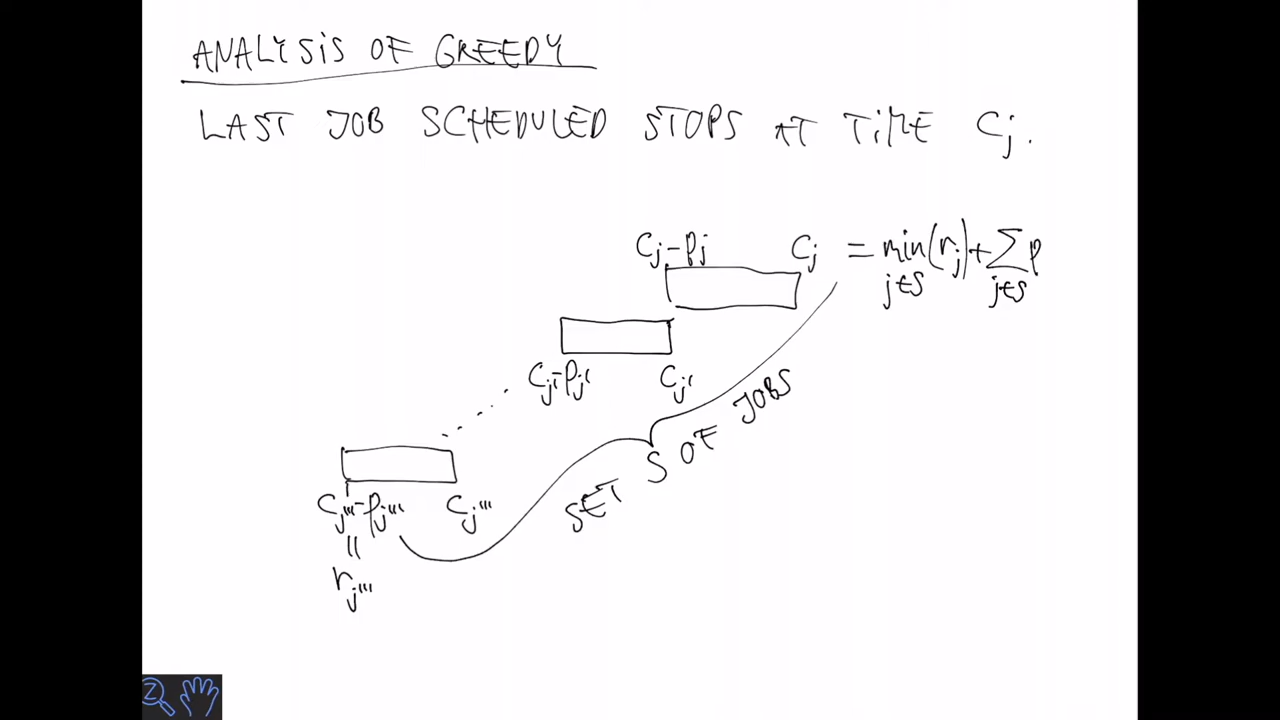 ANALYSIS OF GREEDY
LAST JOB SCHEDULED STOPS AT TIME Cj.
Cj-pj Cj = min(rj)+∑p
j∈S j∈S
Cj'-pj' Cj'
SET S OF JOBS
Cj'''-pj''' Cj'''
||
rj'''
Z